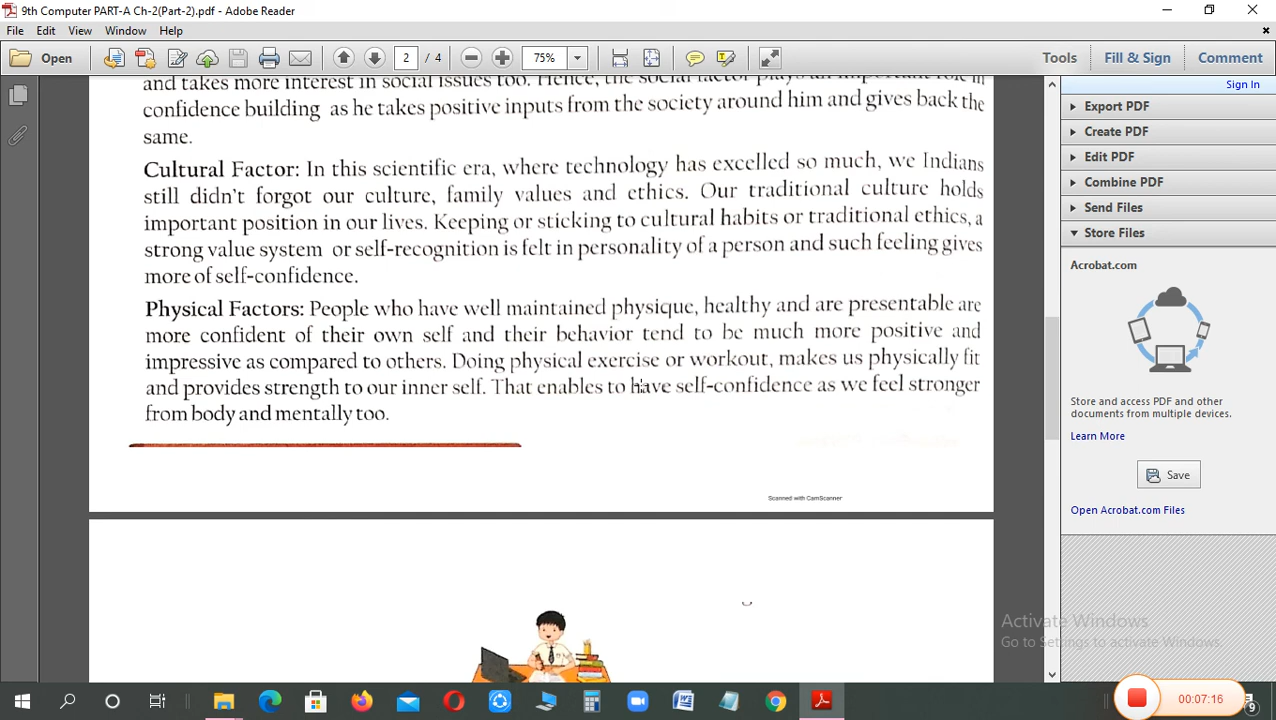 9th Computer PART-A Ch-2(Part-2).pdf - Adobe Reader
File Edit View Window Help
Open 2 / 4 75% Tools Fill & Sign Comment
and takes more interest in social issues too. Hence, the social factor plays an important role in
confidence building as he takes positive inputs from the society around him and gives back the
same.
Cultural Factor: In this scientific era, where technology has excelled so much, we Indians
still didn't forgot our culture, family values and ethics. Our traditional culture holds
important position in our lives. Keeping or sticking to cultural habits or traditional ethics, a
strong value system or self-recognition is felt in personality of a person and such feeling gives
more of self-confidence.
Physical Factors: People who have well maintained physique, healthy and are presentable are
more confident of their own self and their behavior tend to be much more positive and
impressive as compared to others. Doing physical exercise or workout, makes us physically fit
and provides strength to our inner self. That enables to have self-confidence as we feel stronger
from body and mentally too.
Scanned with CamScanner
Sign In
Export PDF
Create PDF
Edit PDF
Combine PDF
Send Files
Store Files
Acrobat.com
Store and access PDF and other
documents from multiple devices.
Learn More
Save
Open Acrobat.com Files
Activate Windows
Go to Settings to activate Windows.
00:07:16
9